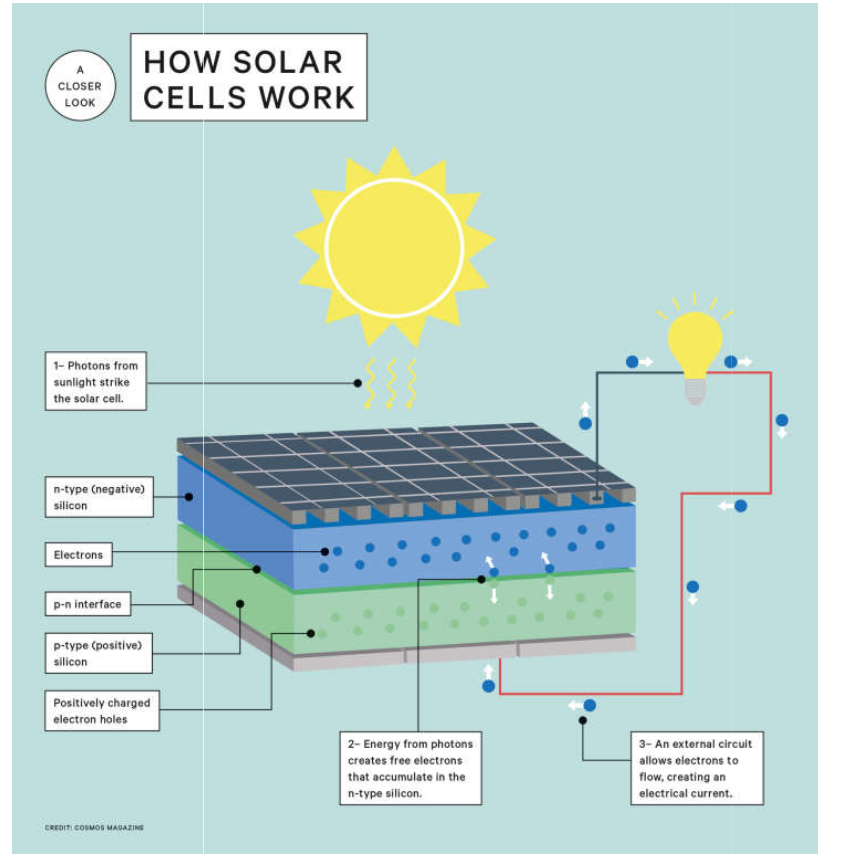 A
CLOSER
LOOK
HOW SOLAR
CELLS WORK
1– Photons from
sunlight strike
the solar cell.
n-type (negative)
silicon
Electrons
p-n interface
p-type (positive)
silicon
Positively charged
electron holes
2– Energy from photons
creates free electrons
that accumulate in the
n-type silicon.
3– An external circuit
allows electrons to
flow, creating an
electrical current.
CREDIT: COSMOS MAGAZINE